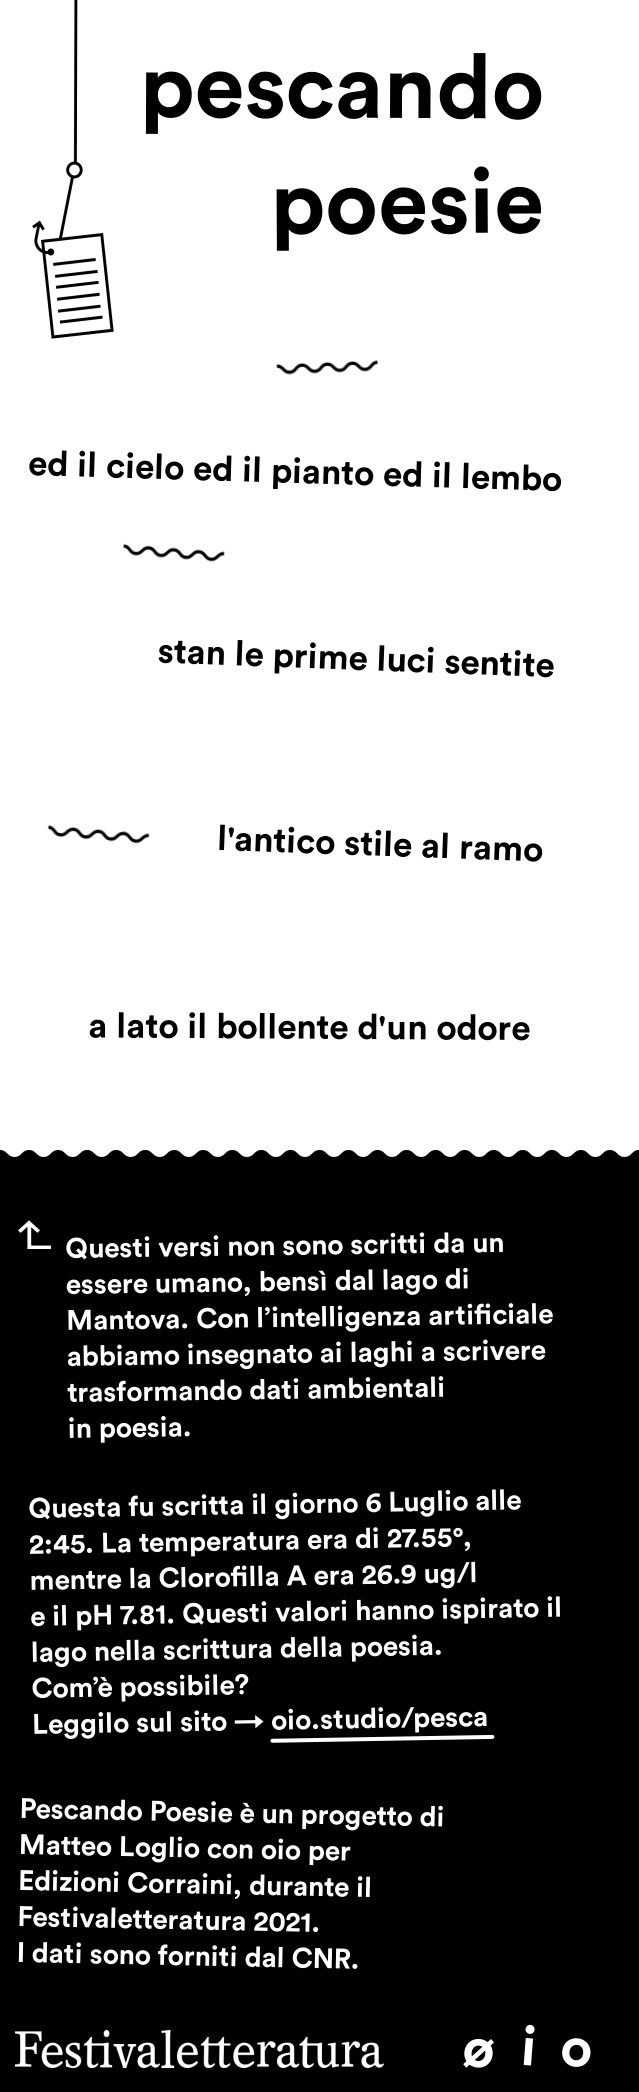 pescando
poesie
ed il cielo ed il pianto ed il lembo
stan le prime luci sentite
l'antico stile al ramo
a lato il bollente d'un odore
Questi versi non sono scritti da un
essere umano, bensì dal lago di
Mantova. Con l’intelligenza artificiale
abbiamo insegnato ai laghi a scrivere
trasformando dati ambientali
in poesia.
Questa fu scritta il giorno 6 Luglio alle
2:45. La temperatura era di 27.55°,
mentre la Clorofilla A era 26.9 ug/l
e il pH 7.81. Questi valori hanno ispirato il
lago nella scrittura della poesia.
Com’è possibile?
Leggilo sul sito → oio.studio/pesca
Pescando Poesie è un progetto di
Matteo Loglio con oio per
Edizioni Corraini, durante il
Festivaletteratura 2021.
I dati sono forniti dal CNR.
Festivaletteratura ø i o